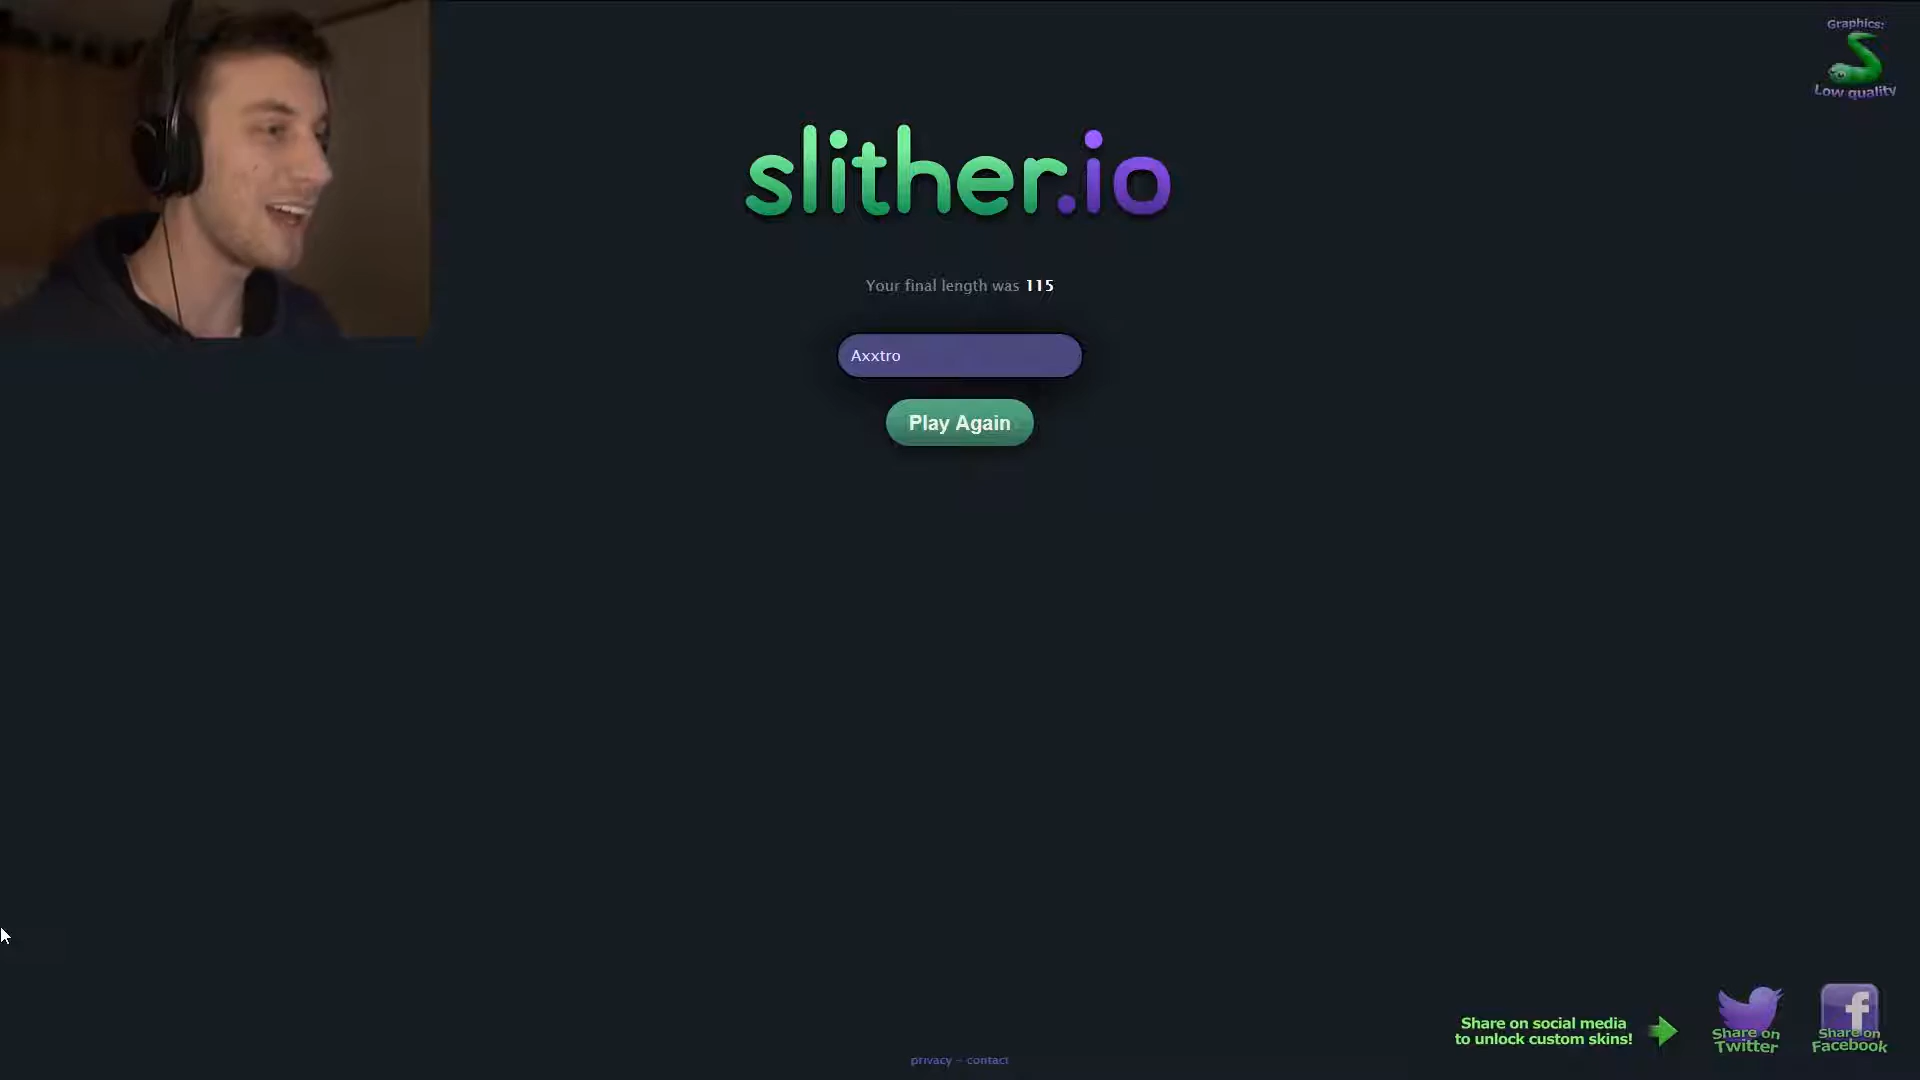 Graphics:
Low quality
slither.io
Your final length was 115
Axxtro
Play Again
Share on social media
to unlock custom skins!
Share on
Twitter
Share on
Facebook
privacy - contact